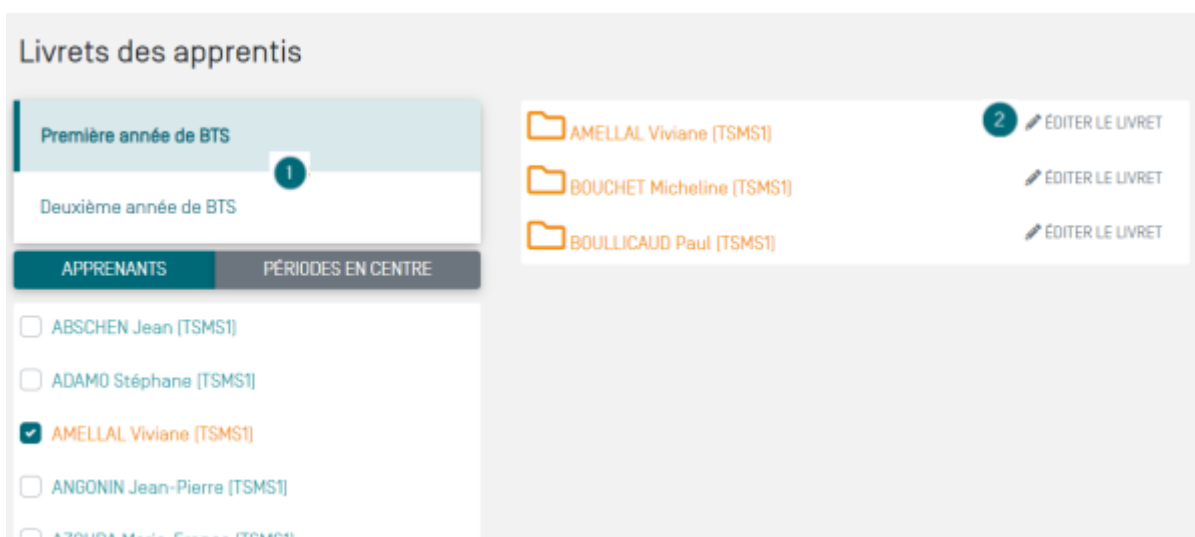 Livrets des apprentis
Première année de BTS
1
Deuxième année de BTS
APPRENANTS
PÉRIODES EN CENTRE
ABSCHEN Jean (TSMS1)
ADAMO Stéphane (TSMS1)
AMELLAL Viviane (TSMS1)
ANGONIN Jean-Pierre (TSMS1)
AMELLAL Viviane (TSMS1)
2
ÉDITER LE LIVRET
BOUCHET Micheline (TSMS1)
ÉDITER LE LIVRET
BOULLICAUD Paul (TSMS1)
ÉDITER LE LIVRET